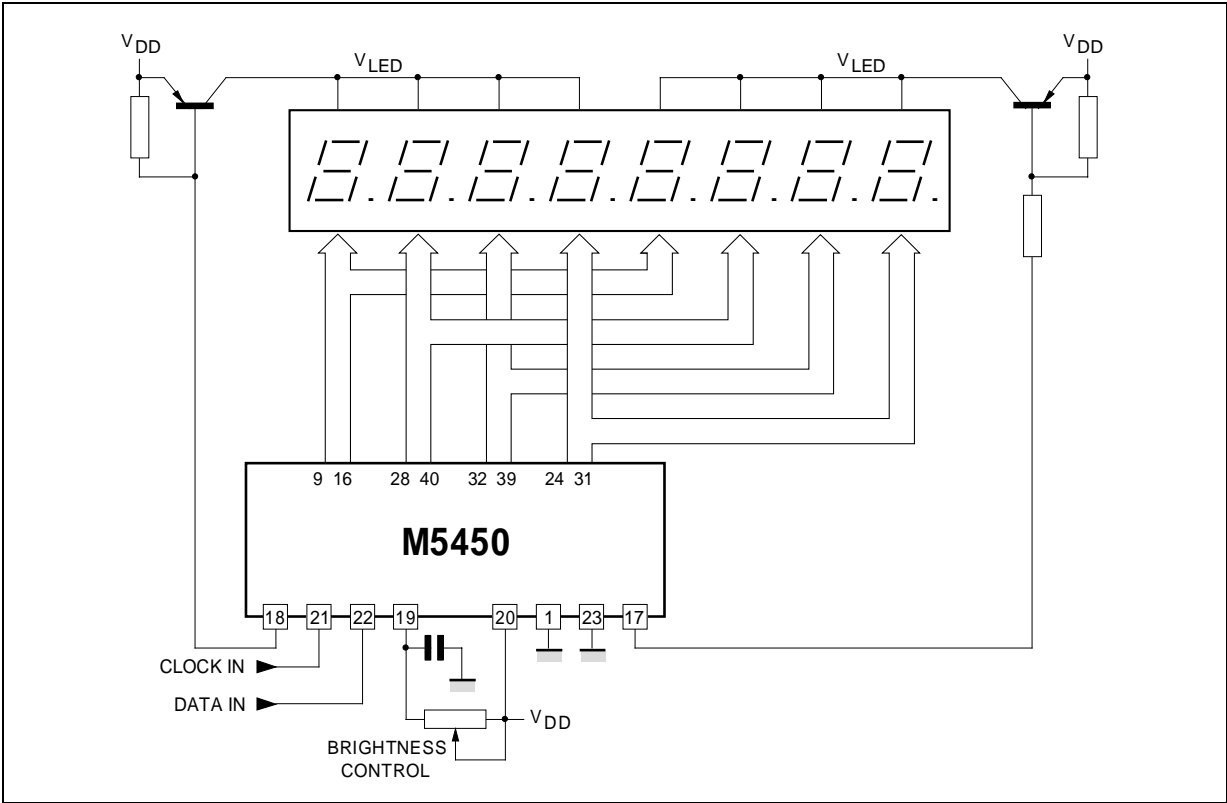 VDD
VLED
VLED
VDD
9 16 28 40 32 39 24 31
M5450
18 21 22 19 20 1 23 17
CLOCK IN
DATA IN
VDD
BRIGHTNESS
CONTROL